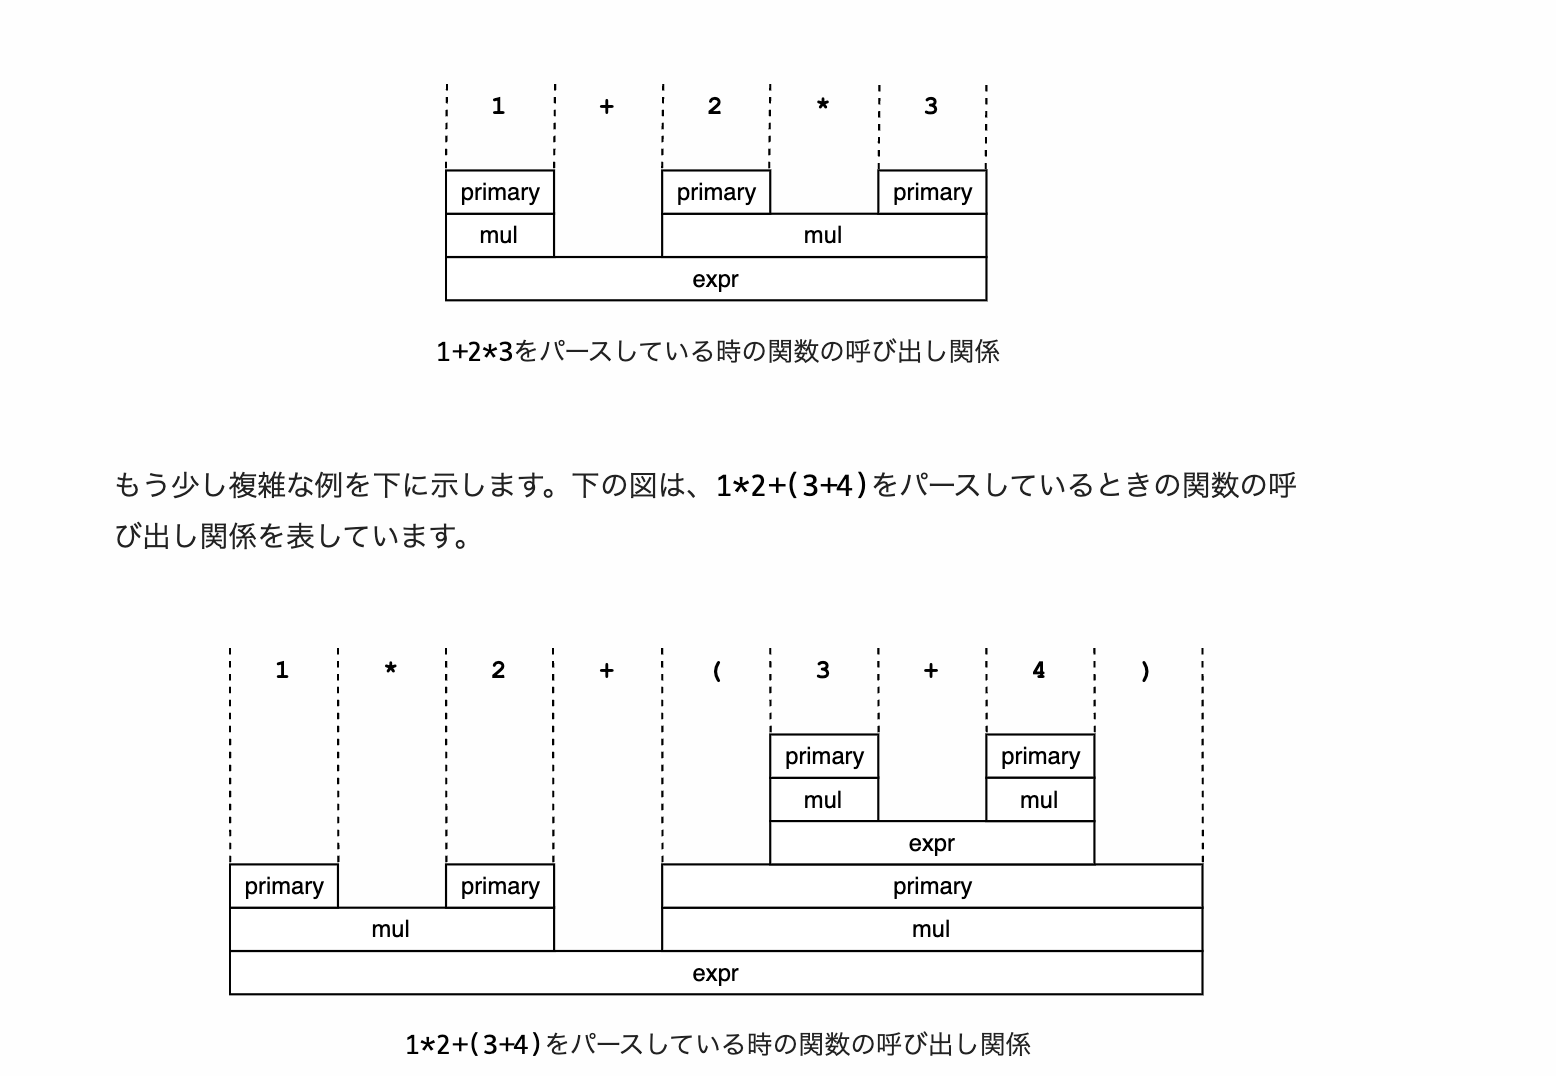 1 + 2 * 3
primary primary primary
mul mul
expr
1+2*3をパースしている時の関数の呼び出し関係
もう少し複雑な例を下に示します。下の図は、1*2+(3+4)をパースしているときの関数の呼
び出し関係を表しています。
1 * 2 + ( 3 + 4 )
primary primary
mul mul
expr
primary primary primary
mul mul
expr
1*2+(3+4)をパースしている時の関数の呼び出し関係